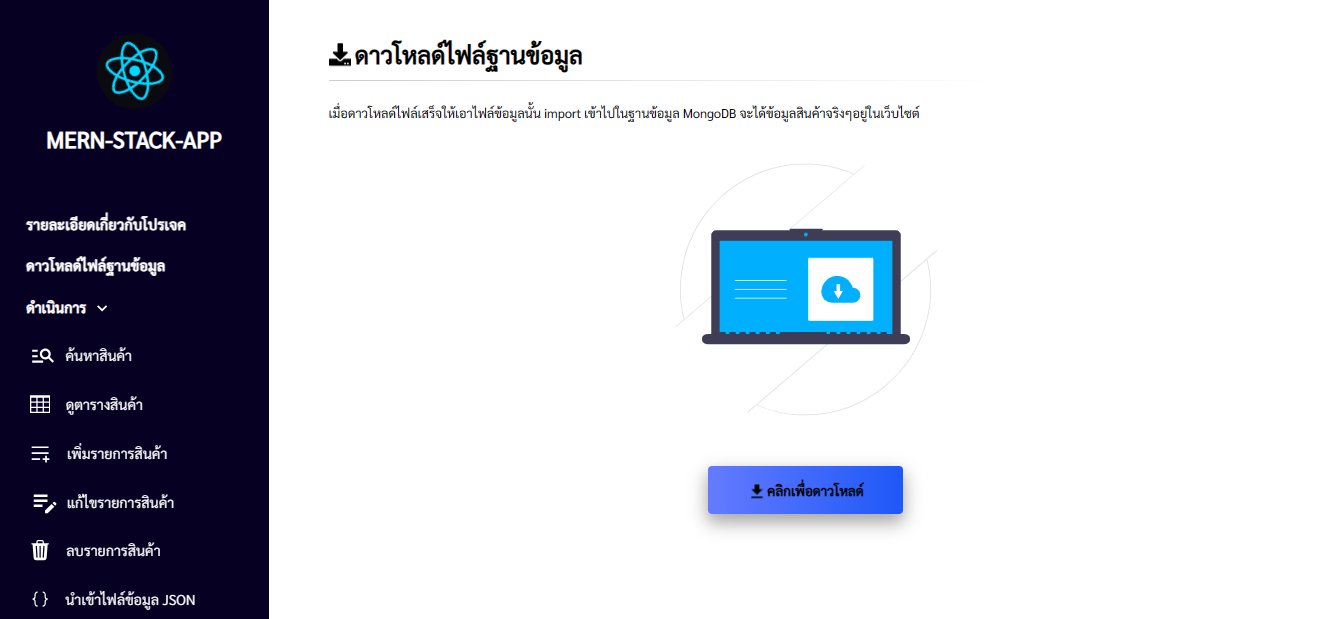 MERN-STACK-APP
รายละเอียดเกี่ยวกับโปรเจค
ดาวโหลด์ไฟล์ฐานข้อมูล
ดำเนินการ
ค้นหาสินค้า
ดูตารางสินค้า
เพิ่มรายการสินค้า
แก้ไขรายการสินค้า
ลบรายการสินค้า
นำเข้าไฟล์ข้อมูล JSON
ดาวโหลด์ไฟล์ฐานข้อมูล
เมื่อดาวโหลด์ไฟล์เสร็จให้เอาไฟล์ข้อมูลนั้น import เข้าไปในฐานข้อมูล MongoDB จะได้ข้อมูลสินค้าจริงๆอยู่ในเว็บไซต์
คลิกเพื่อดาวโหลด์